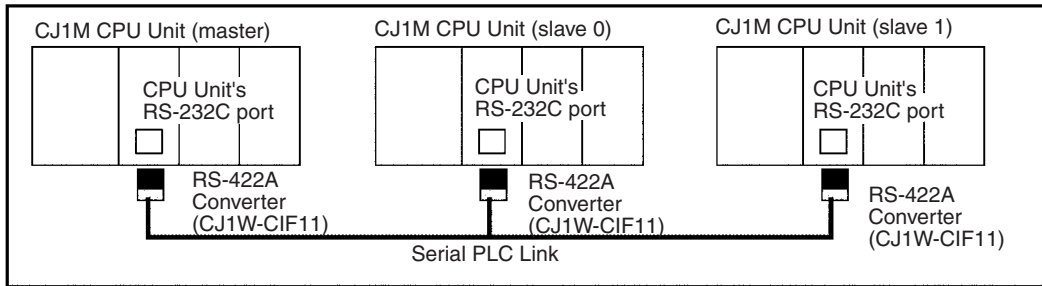 CJ1M CPU Unit (master)
CJ1M CPU Unit (slave 0)
CJ1M CPU Unit (slave 1)
CPU Unit's
RS-232C port
CPU Unit's
RS-232C port
CPU Unit's
RS-232C port
RS-422A
Converter
(CJ1W-CIF11)
RS-422A
Converter
(CJ1W-CIF11)
RS-422A
Converter
(CJ1W-CIF11)
Serial PLC Link